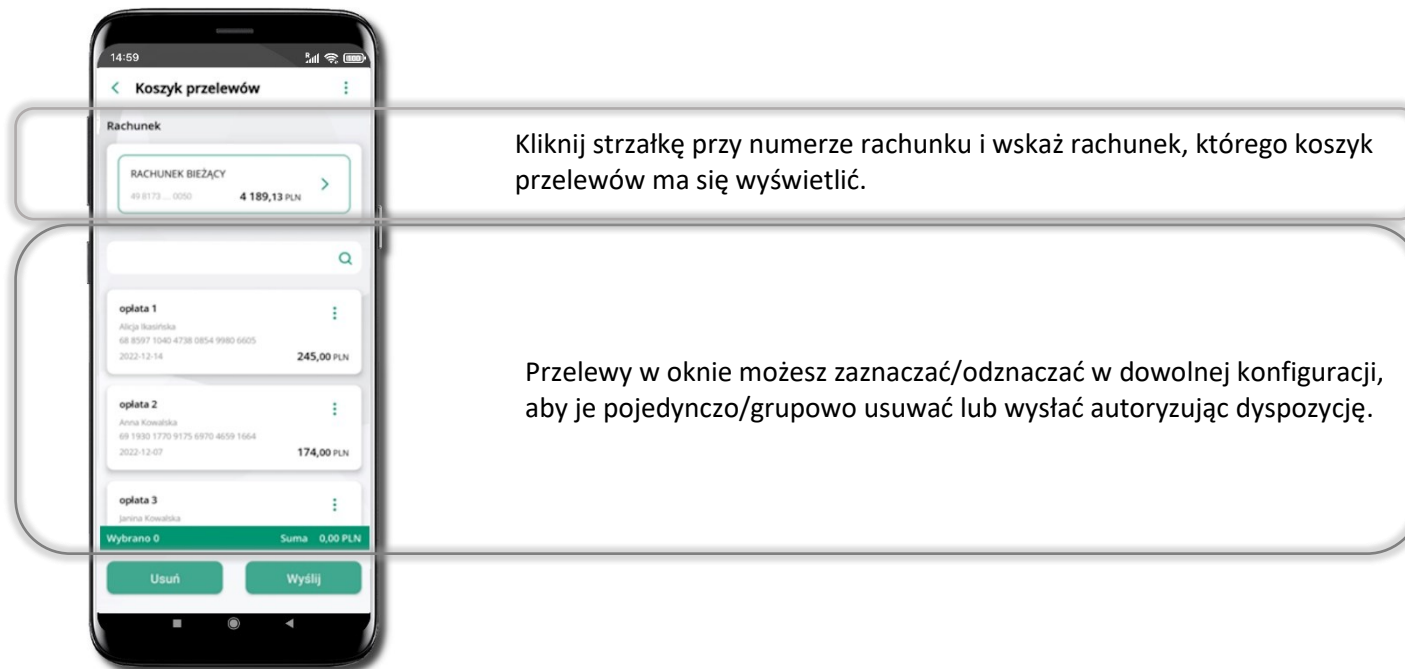 14:59
Koszyk przelewów
Rachunek
RACHUNEK BIEŻĄCY
49 8173 ... 0050 4 189,13 PLN
Kliknij strzałkę przy numerze rachunku i wskaż rachunek, którego koszyk
przelewów ma się wyświetlić.
opłata 1
Alicja Ikasińska
68 8597 1040 4738 0854 9980 6605
2022-12-14 245,00 PLN
opłata 2
Anna Kowalska
69 1930 1770 9175 6970 4659 1664
2022-12-07 174,00 PLN
opłata 3
Janina Kowalska
Wybrano 0 Suma 0,00 PLN
Usuń Wyślij
Przelewy w oknie możesz zaznaczać/odznaczać w dowolnej konfiguracji,
aby je pojedynczo/grupowo usuwać lub wysłać autoryzując dyspozycję.